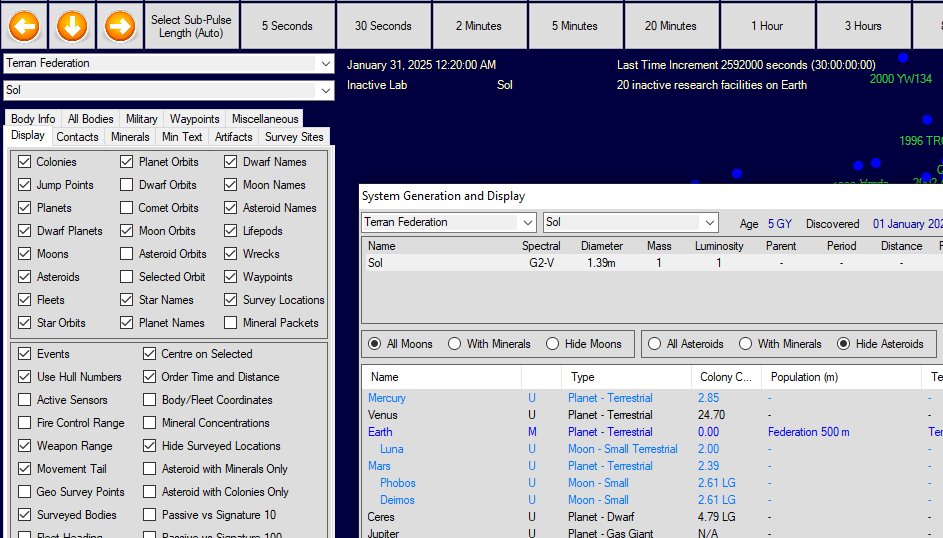 Select Sub-Pulse
Length (Auto)
5 Seconds
30 Seconds
2 Minutes
5 Minutes
20 Minutes
1 Hour
3 Hours
Terran Federation
Sol
January 31, 2025 12:20:00 AM
Last Time Increment 2592000 seconds (30:00:00:00)
Inactive Lab
Sol
20 inactive research facilities on Earth
2000 YW134
1996 TR6
Body Info All Bodies Military Waypoints Miscellaneous
Display Contacts Minerals Min Text Artifacts Survey Sites
Colonies Planet Orbits Dwarf Names
Jump Points Dwarf Orbits Moon Names
Planets Comet Orbits Asteroid Names
Dwarf Planets Moon Orbits Lifepods
Moons Asteroid Orbits Wrecks
Asteroids Selected Orbit Waypoints
Fleets Star Names Survey Locations
Star Orbits Planet Names Mineral Packets
Events Centre on Selected
Use Hull Numbers Order Time and Distance
Active Sensors Body/Fleet Coordinates
Fire Control Range Mineral Concentrations
Weapon Range Hide Surveyed Locations
Movement Tail Asteroid with Minerals Only
Geo Survey Points Asteroid with Colonies Only
Surveyed Bodies Passive vs Signature 10
Fleet Heading Passive vs Signature 100
System Generation and Display
Terran Federation Sol Age 5 GY Discovered 01 January 202
Name Spectral Diameter Mass Luminosity Parent Period Distance
Sol G2-V 1.39m 1 1 - - -
All Moons With Minerals Hide Moons All Asteroids With Minerals Hide Asteroids
Name Type Colony C... Population (m) Te
Mercury U Planet - Terrestrial 2.85 - -
Venus U Planet - Terrestrial 24.70 - -
Earth M Planet - Terrestrial 0.00 Federation 500 m Ter
Luna U Moon - Small Terrestrial 2.00 - -
Mars U Planet - Terrestrial 2.39 - -
Phobos U Moon - Small 2.61 LG - -
Deimos U Moon - Small 2.61 LG - -
Ceres U Planet - Dwarf 4.79 LG - -
Jupiter U Planet - Gas Giant N/A - -